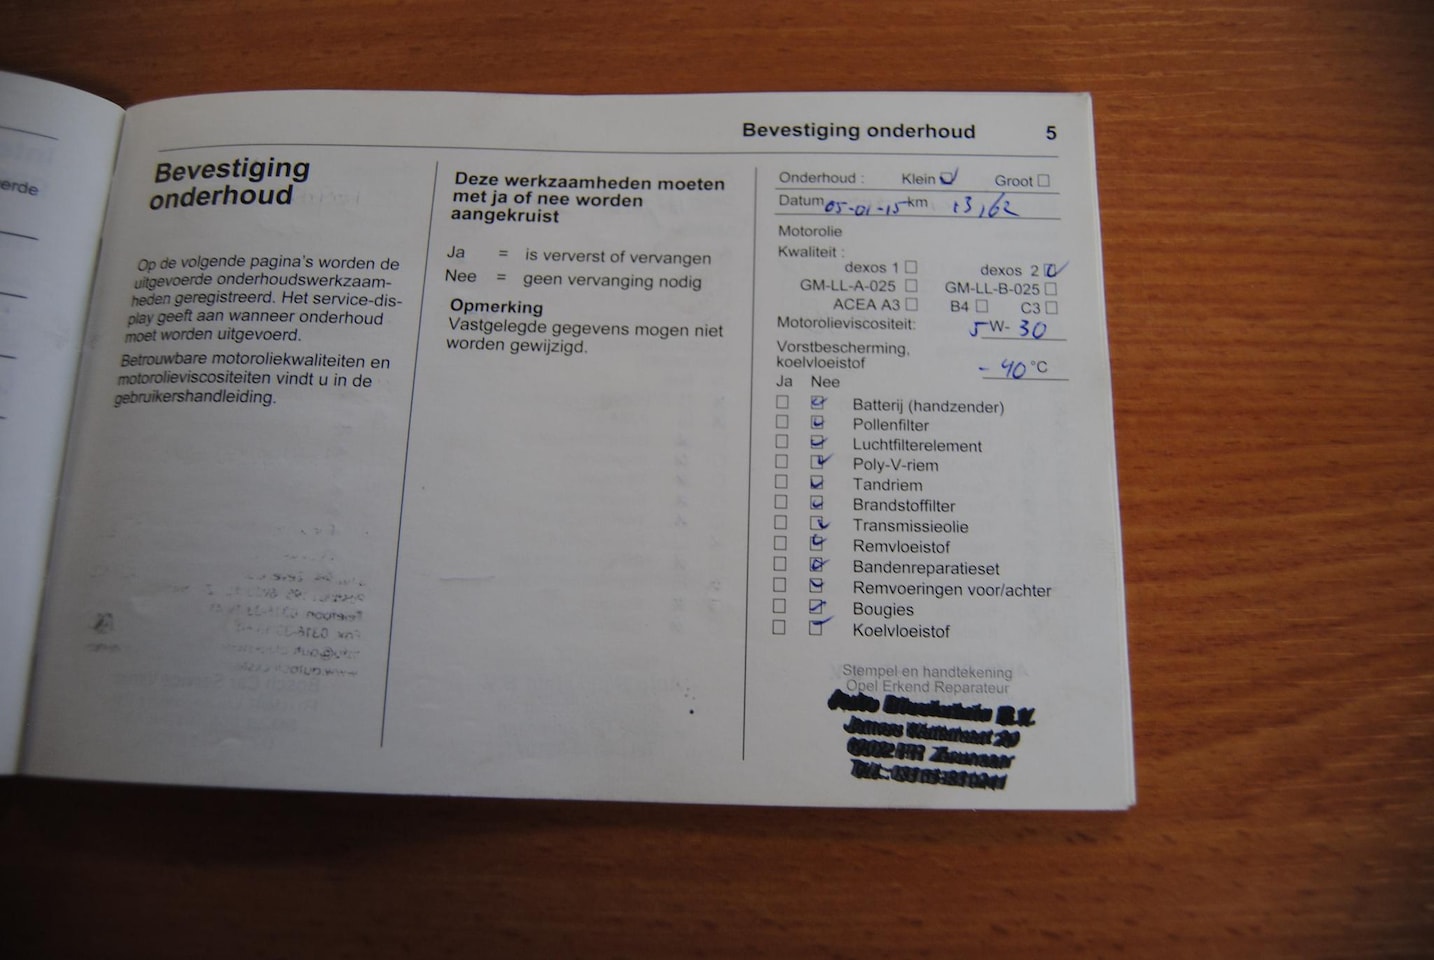 erde
Bevestiging onderhoud 5
Bevestiging
onderhoud
Op de volgende pagina's worden de
uitgevoerde onderhoudswerkzaam-
heden geregistreerd. Het service-dis-
play geeft aan wanneer onderhoud
moet worden uitgevoerd.
Betrouwbare motoroliekwaliteiten en
motorolieviscositeiten vindt u in de
gebruikershandleiding.
Deze werkzaamheden moeten
met ja of nee worden
aangekruist
Ja = is ververst of vervangen
Nee = geen vervanging nodig
Opmerking
Vastgelegde gegevens mogen niet
worden gewijzigd.
Onderhoud : Klein Groot
Datum 05-01-15 km
Motorolie
Kwaliteit :
dexos 1 dexos 2
GM-LL-A-025 GM-LL-B-025
ACEA A3 B4 C3
Motorolieviscositeit: 5 W- 30
Vorstbescherming,
koelvloeistof - 40 °C
Ja Nee
Batterij (handzender)
Pollenfilter
Luchtfilterelement
Poly-V-riem
Tandriem
Brandstoffilter
Transmissieolie
Remvloeistof
Bandenreparatieset
Remvoeringen voor/achter
Bougies
Koelvloeistof
Stempel en handtekening
Opel Erkend Reparateur